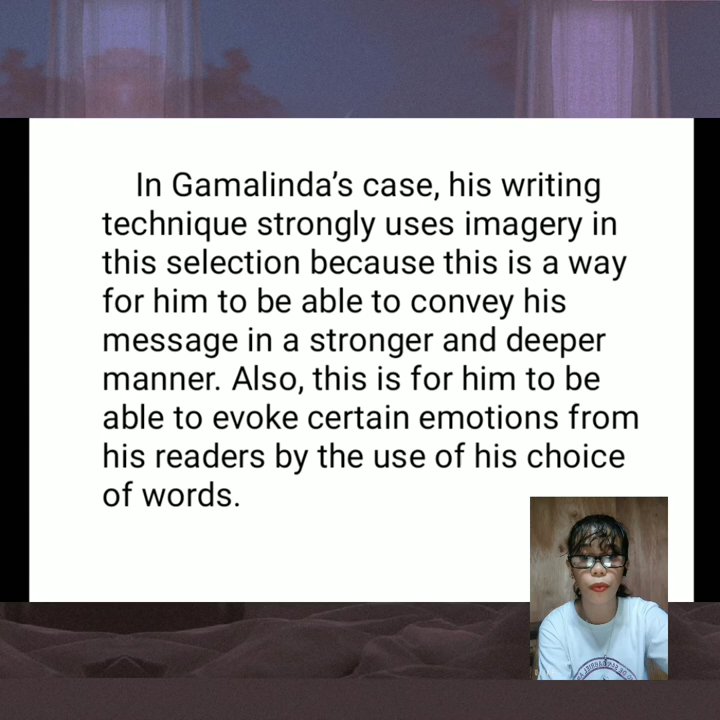 In Gamalinda's case, his writing
technique strongly uses imagery in
this selection because this is a way
for him to be able to convey his
message in a stronger and deeper
manner. Also, this is for him to be
able to evoke certain emotions from
his readers by the use of his choice
of words.